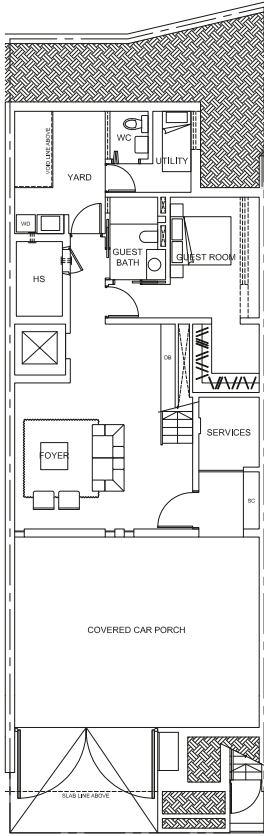 VOID LINE ABOVE
WC
UTILITY
YARD
WD
GUEST
BATH
GUEST ROOM
HS
DB
SERVICES
FOYER
SC
COVERED CAR PORCH
SLAB LINE ABOVE